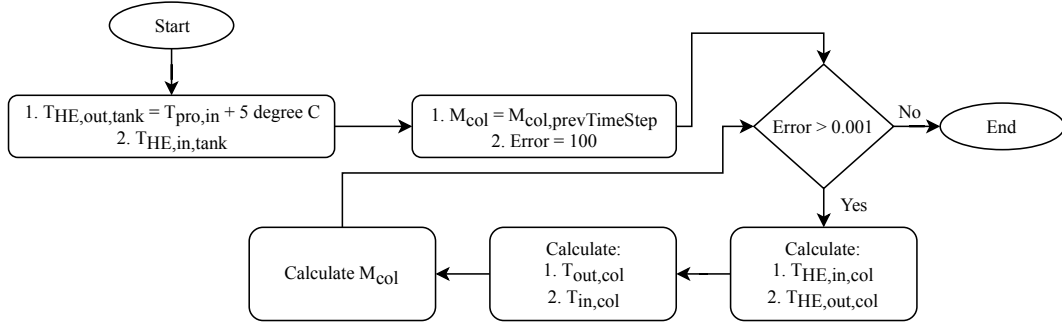 Start
1. T_HE,out,tank = T_pro,in + 5 degree C
2. T_HE,in,tank
1. M_col = M_col,prevTimeStep
2. Error = 100
Error > 0.001
No
End
Yes
Calculate M_col
Calculate:
1. T_out,col
2. T_in,col
Calculate:
1. T_HE,in,col
2. T_HE,out,col